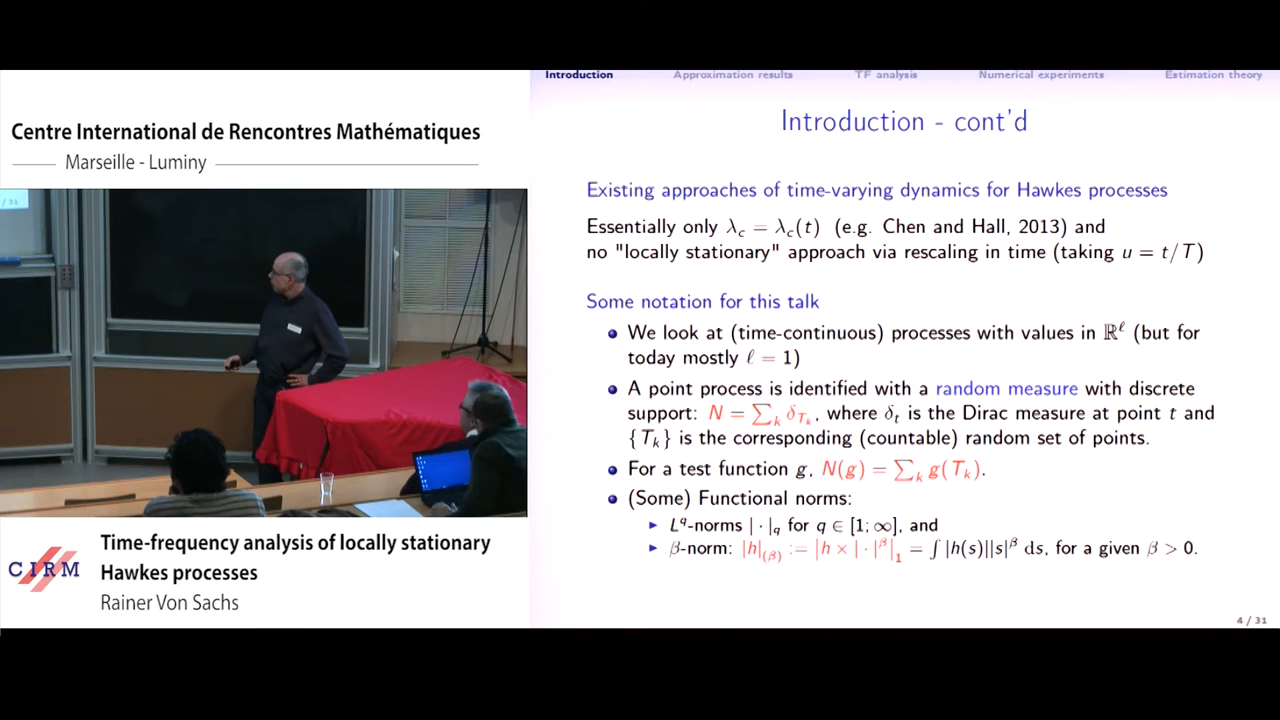 Centre International de Rencontres Mathématiques
Marseille - Luminy
/ 31
Time-frequency analysis of locally stationary
Hawkes processes
CIRM
Rainer Von Sachs
Introduction Approximation results TF analysis Numerical experiments Estimation theory
Introduction - cont'd
Existing approaches of time-varying dynamics for Hawkes processes
Essentially only λ_c = λ_c(t) (e.g. Chen and Hall, 2013) and
no "locally stationary" approach via rescaling in time (taking u = t/T)
Some notation for this talk
We look at (time-continuous) processes with values in ℝ^ℓ (but for
today mostly ℓ = 1)
A point process is identified with a random measure with discrete
support: N = ∑_k δ_{T_k}, where δ_t is the Dirac measure at point t and
{T_k} is the corresponding (countable) random set of points.
For a test function g, N(g) = ∑_k g(T_k).
(Some) Functional norms:
L^q-norms | · |_q for q ∈ [1; ∞], and
β-norm: |h|_(β) := |h × | · |^β|_1 = ∫ |h(s)||s|^β ds, for a given β > 0.
4 / 31